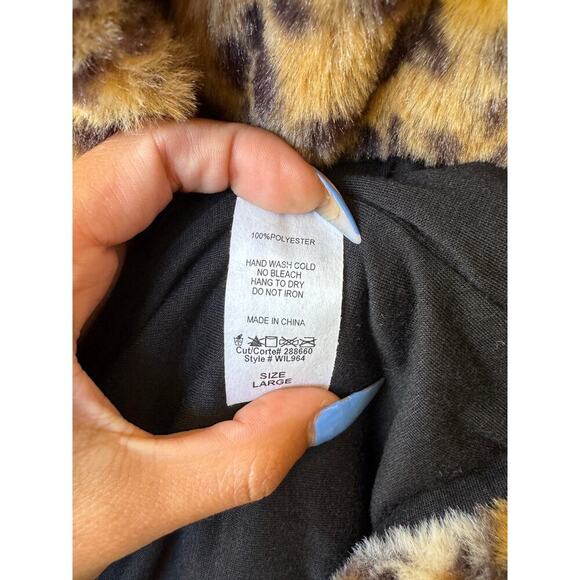 100%POLYESTER
HAND WASH COLD
NO BLEACH
HANG TO DRY
DO NOT IRON
MADE IN CHINA
Cut/Corte# 288660
Style # WIL964
SIZE
LARGE